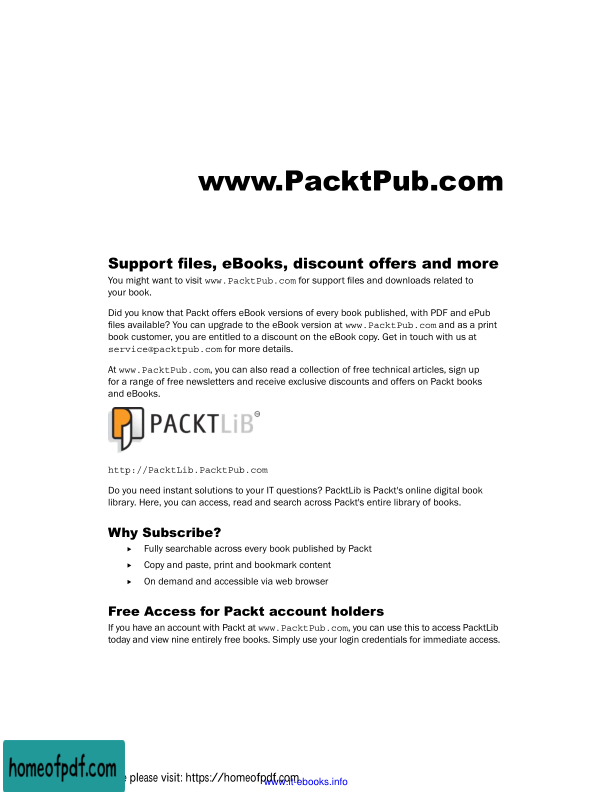 www.PacktPub.com
Support files, eBooks, discount offers and more
You might want to visit www.PacktPub.com for support files and downloads related to
your book.
Did you know that Packt offers eBook versions of every book published, with PDF and ePub
files available? You can upgrade to the eBook version at www.PacktPub.com and as a print
book customer, you are entitled to a discount on the eBook copy. Get in touch with us at
service@packtpub.com for more details.
At www.PacktPub.com, you can also read a collection of free technical articles, sign up
for a range of free newsletters and receive exclusive discounts and offers on Packt books
and eBooks.
PACKTLiB
http://PacktLib.PacktPub.com
Do you need instant solutions to your IT questions? PacktLib is Packt's online digital book
library. Here, you can access, read and search across Packt's entire library of books.
Why Subscribe?
▸ Fully searchable across every book published by Packt
▸ Copy and paste, print and bookmark content
▸ On demand and accessible via web browser
Free Access for Packt account holders
If you have an account with Packt at www.PacktPub.com, you can use this to access PacktLib
today and view nine entirely free books. Simply use your login credentials for immediate access.
homeofpdf.com
please visit: https://homeofpdf.com
www.it-ebooks.info